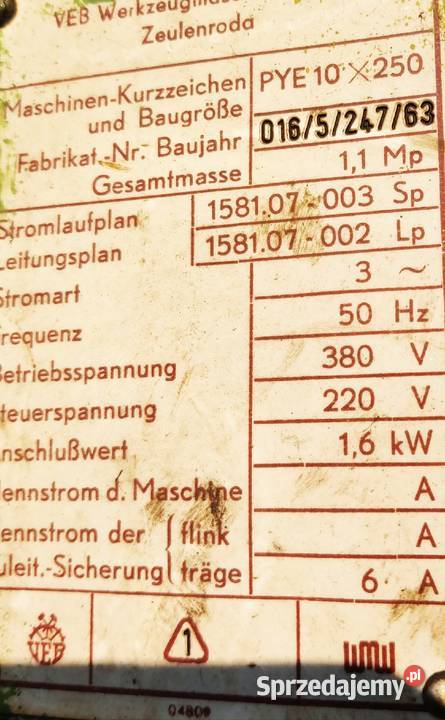 VEB
Zeulenroda
Maschinen-Kurzzeichen und Baugröße PYE 10 × 250
Fabrikat.-Nr. Baujahr 016/5/247/63
Gesamtmasse 1,1 Mp
Stromlaufplan 1581.07-003 Sp
Leitungsplan 1581.07-002 Lp
Stromart 3 ~
requenz 50 Hz
Betriebsspannung 380 V
teuerspannung 220 V
nschlußwert 1,6 kW
ennstrom d. Maschine A
ennstrom der flink A
uleit.-Sicherung träge 6 A
VEB 1 WMW
04809
Sprzedajemy.pl